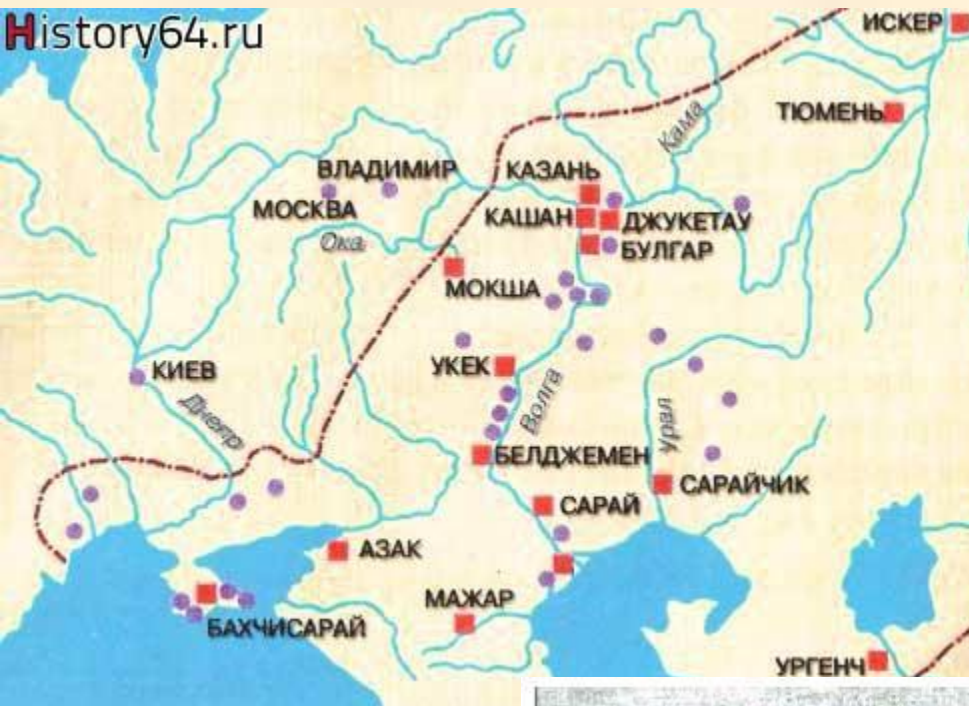 History64.ru
ИСКЕР
ТЮМЕНЬ
Кама
ВЛАДИМИР
КАЗАНЬ
МОСКВА
КАШАН
ДЖУКЕТАУ
Ока
БУЛГАР
МОКША
КИЕВ
УКЕК
Днепр
Волга
Урал
БЕЛДЖЕМЕН
САРАЙЧИК
САРАЙ
АЗАК
МАЖАР
БАХЧИСАРАЙ
УРГЕНЧ